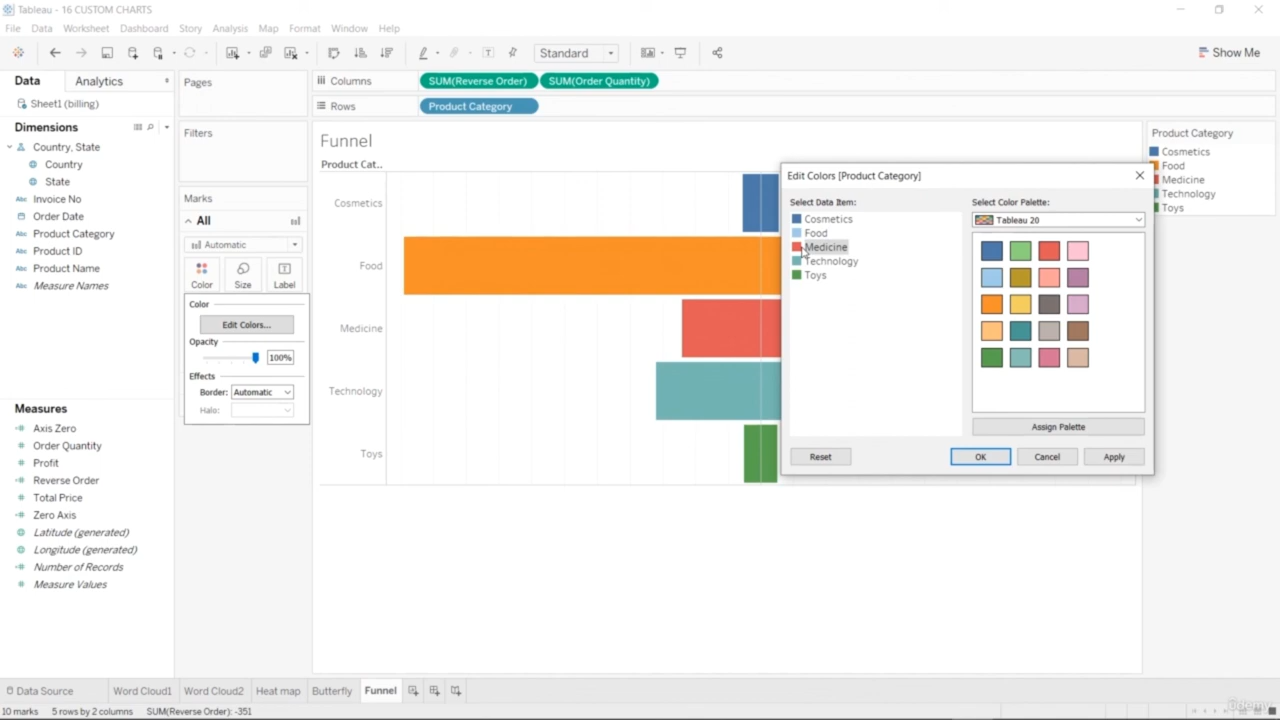 Tableau - 16 CUSTOM CHARTS
File Data Worksheet Dashboard Story Analysis Map Format Window Help
Standard
Show Me
Data Analytics
Pages
Columns SUM(Reverse Order) SUM(Order Quantity)
Sheet1 (billing)
Rows Product Category
Dimensions
Filters
Country, State
Country
State
Abc Invoice No
Order Date
Abc Product Category
Abc Product ID
Abc Product Name
Abc Measure Names
Marks
All
Automatic
Color Size Label
Color
Edit Colors...
Opacity
100%
Effects
Border: Automatic
Halo:
Measures
Axis Zero
Order Quantity
Profit
Reverse Order
Total Price
Zero Axis
Latitude (generated)
Longitude (generated)
Number of Records
Measure Values
Funnel
Product Cat..
Cosmetics
Food
Medicine
Technology
Toys
Edit Colors [Product Category]
Select Data Item:
Cosmetics
Food
Medicine
Technology
Toys
Select Color Palette:
Tableau 20
Assign Palette
Reset OK Cancel Apply
Product Category
Cosmetics
Food
Medicine
Technology
Toys
Data Source Word Cloud1 Word Cloud2 Heat map Butterfly Funnel
10 marks 5 rows by 2 columns SUM(Reverse Order): -351
Udemy